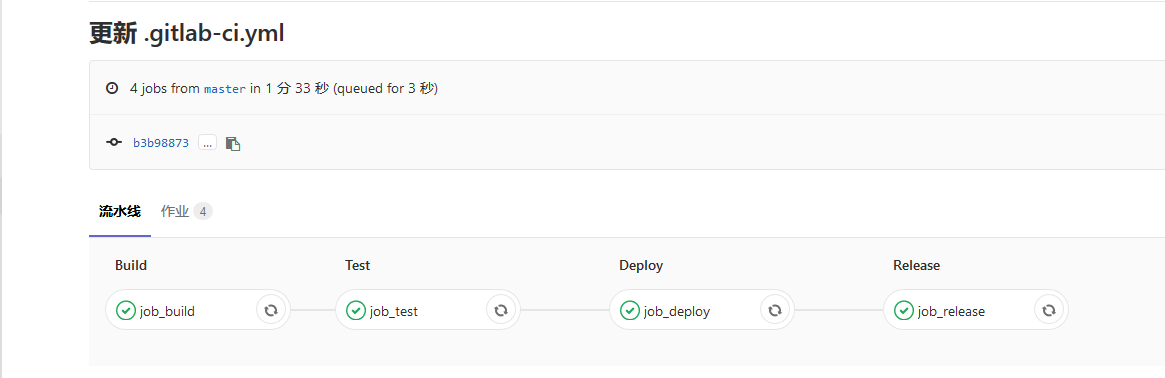 更新 .gitlab-ci.yml
4 jobs from master in 1 分 33 秒 (queued for 3 秒)
b3b98873 ...
流水线 作业 4
Build Test Deploy Release
job_build job_test job_deploy job_release